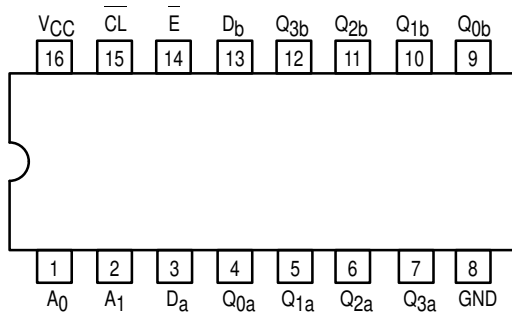 VCC CL E Db Q3b Q2b Q1b Q0b
16 15 14 13 12 11 10 9
1 2 3 4 5 6 7 8
A0 A1 Da Q0a Q1a Q2a Q3a GND